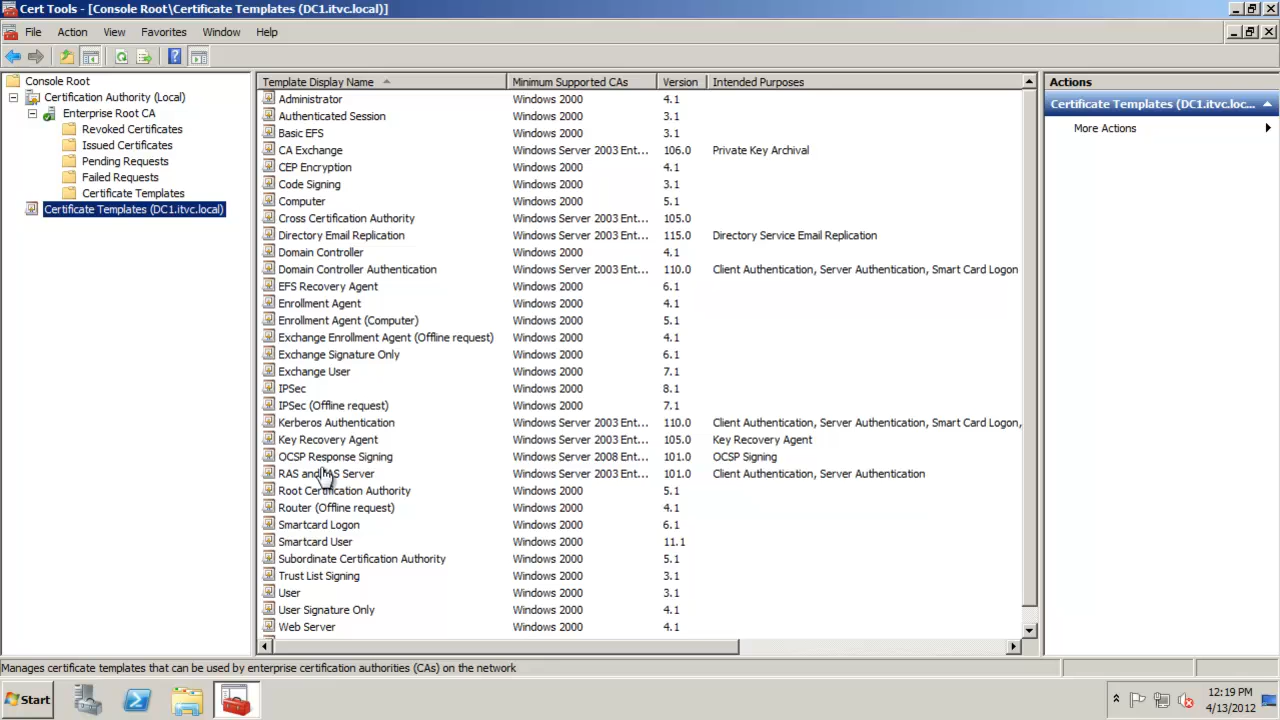 Cert Tools - [Console Root\Certificate Templates (DC1.itvc.local)]
File Action View Favorites Window Help
Console Root
Certification Authority (Local)
Enterprise Root CA
Revoked Certificates
Issued Certificates
Pending Requests
Failed Requests
Certificate Templates
Certificate Templates (DC1.itvc.local)
Template Display Name Minimum Supported CAs Version Intended Purposes
Administrator Windows 2000 4.1
Authenticated Session Windows 2000 3.1
Basic EFS Windows 2000 3.1
CA Exchange Windows Server 2003 Ent... 106.0 Private Key Archival
CEP Encryption Windows 2000 4.1
Code Signing Windows 2000 3.1
Computer Windows 2000 5.1
Cross Certification Authority Windows Server 2003 Ent... 105.0
Directory Email Replication Windows Server 2003 Ent... 115.0 Directory Service Email Replication
Domain Controller Windows 2000 4.1
Domain Controller Authentication Windows Server 2003 Ent... 110.0 Client Authentication, Server Authentication, Smart Card Logon
EFS Recovery Agent Windows 2000 6.1
Enrollment Agent Windows 2000 4.1
Enrollment Agent (Computer) Windows 2000 5.1
Exchange Enrollment Agent (Offline request) Windows 2000 4.1
Exchange Signature Only Windows 2000 6.1
Exchange User Windows 2000 7.1
IPSec Windows 2000 8.1
IPSec (Offline request) Windows 2000 7.1
Kerberos Authentication Windows Server 2003 Ent... 110.0 Client Authentication, Server Authentication, Smart Card Logon,
Key Recovery Agent Windows Server 2003 Ent... 105.0 Key Recovery Agent
OCSP Response Signing Windows Server 2008 Ent... 101.0 OCSP Signing
RAS and IAS Server Windows Server 2003 Ent... 101.0 Client Authentication, Server Authentication
Root Certification Authority Windows 2000 5.1
Router (Offline request) Windows 2000 4.1
Smartcard Logon Windows 2000 6.1
Smartcard User Windows 2000 11.1
Subordinate Certification Authority Windows 2000 5.1
Trust List Signing Windows 2000 3.1
User Windows 2000 3.1
User Signature Only Windows 2000 4.1
Web Server Windows 2000 4.1
Actions
Certificate Templates (DC1.itvc.loc...
More Actions
Manages certificate templates that can be used by enterprise certification authorities (CAs) on the network
Start
12:19 PM
4/13/2012